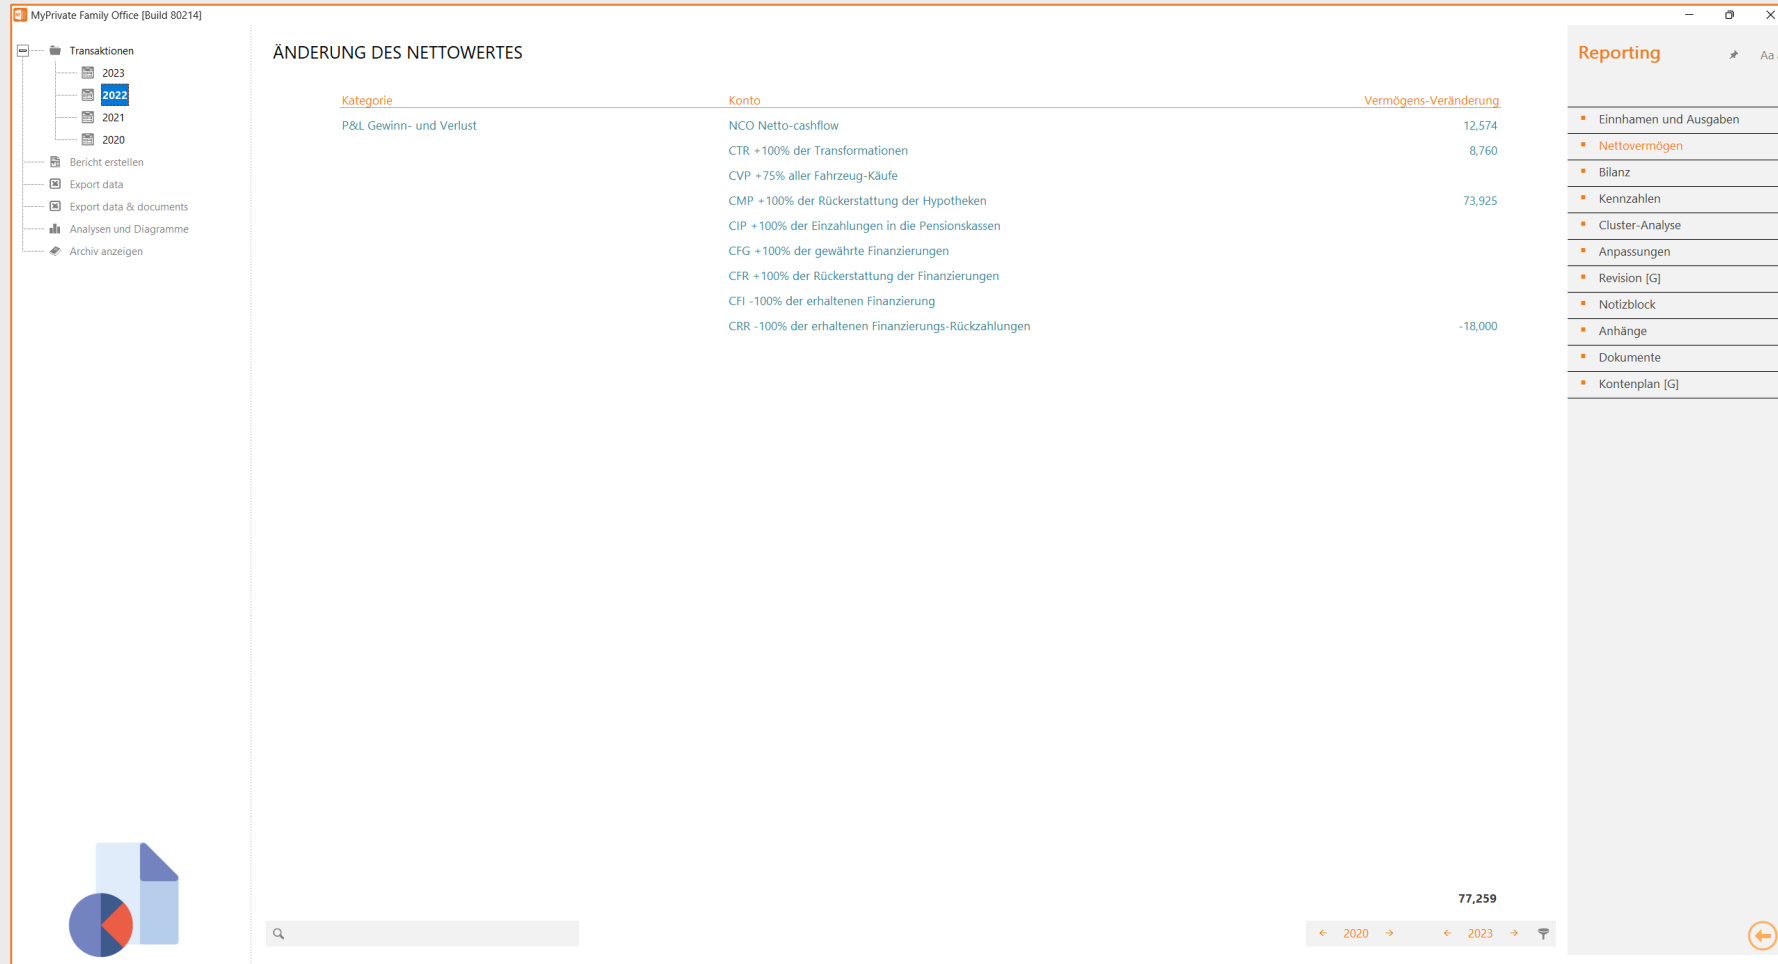 MyPrivate Family Office [Build 80214]
Transaktionen
2023
2022
2021
2020
Bericht erstellen
Export data
Export data & documents
Analysen und Diagramme
Archiv anzeigen
ÄNDERUNG DES NETTOWERTES
Kategorie Konto Vermögens-Veränderung
P&L Gewinn- und Verlust NCO Netto-cashflow 12,574
CTR +100% der Transformationen 8,760
CVP +75% aller Fahrzeug-Käufe
CMP +100% der Rückerstattung der Hypotheken 73,925
CIP +100% der Einzahlungen in die Pensionskassen
CFG +100% der gewährte Finanzierungen
CFR +100% der Rückerstattung der Finanzierungen
CFI -100% der erhaltenen Finanzierung
CRR -100% der erhaltenen Finanzierungs-Rückzahlungen -18,000
77,259
2020 2023
Reporting Aa
Einnhamen und Ausgaben
Nettovermögen
Bilanz
Kennzahlen
Cluster-Analyse
Anpassungen
Revision [G]
Notizblock
Anhänge
Dokumente
Kontenplan [G]